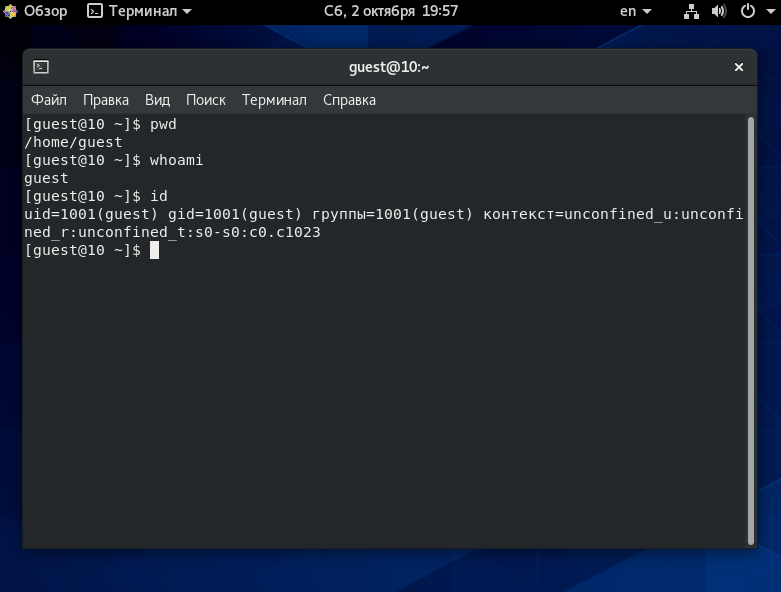 Обзор Терминал Сб, 2 октября 19:57 en
guest@10:~
Файл Правка Вид Поиск Терминал Справка
[guest@10 ~]$ pwd
/home/guest
[guest@10 ~]$ whoami
guest
[guest@10 ~]$ id
uid=1001(guest) gid=1001(guest) группы=1001(guest) контекст=unconfined_u:unconfi
ned_r:unconfined_t:s0-s0:c0.c1023
[guest@10 ~]$